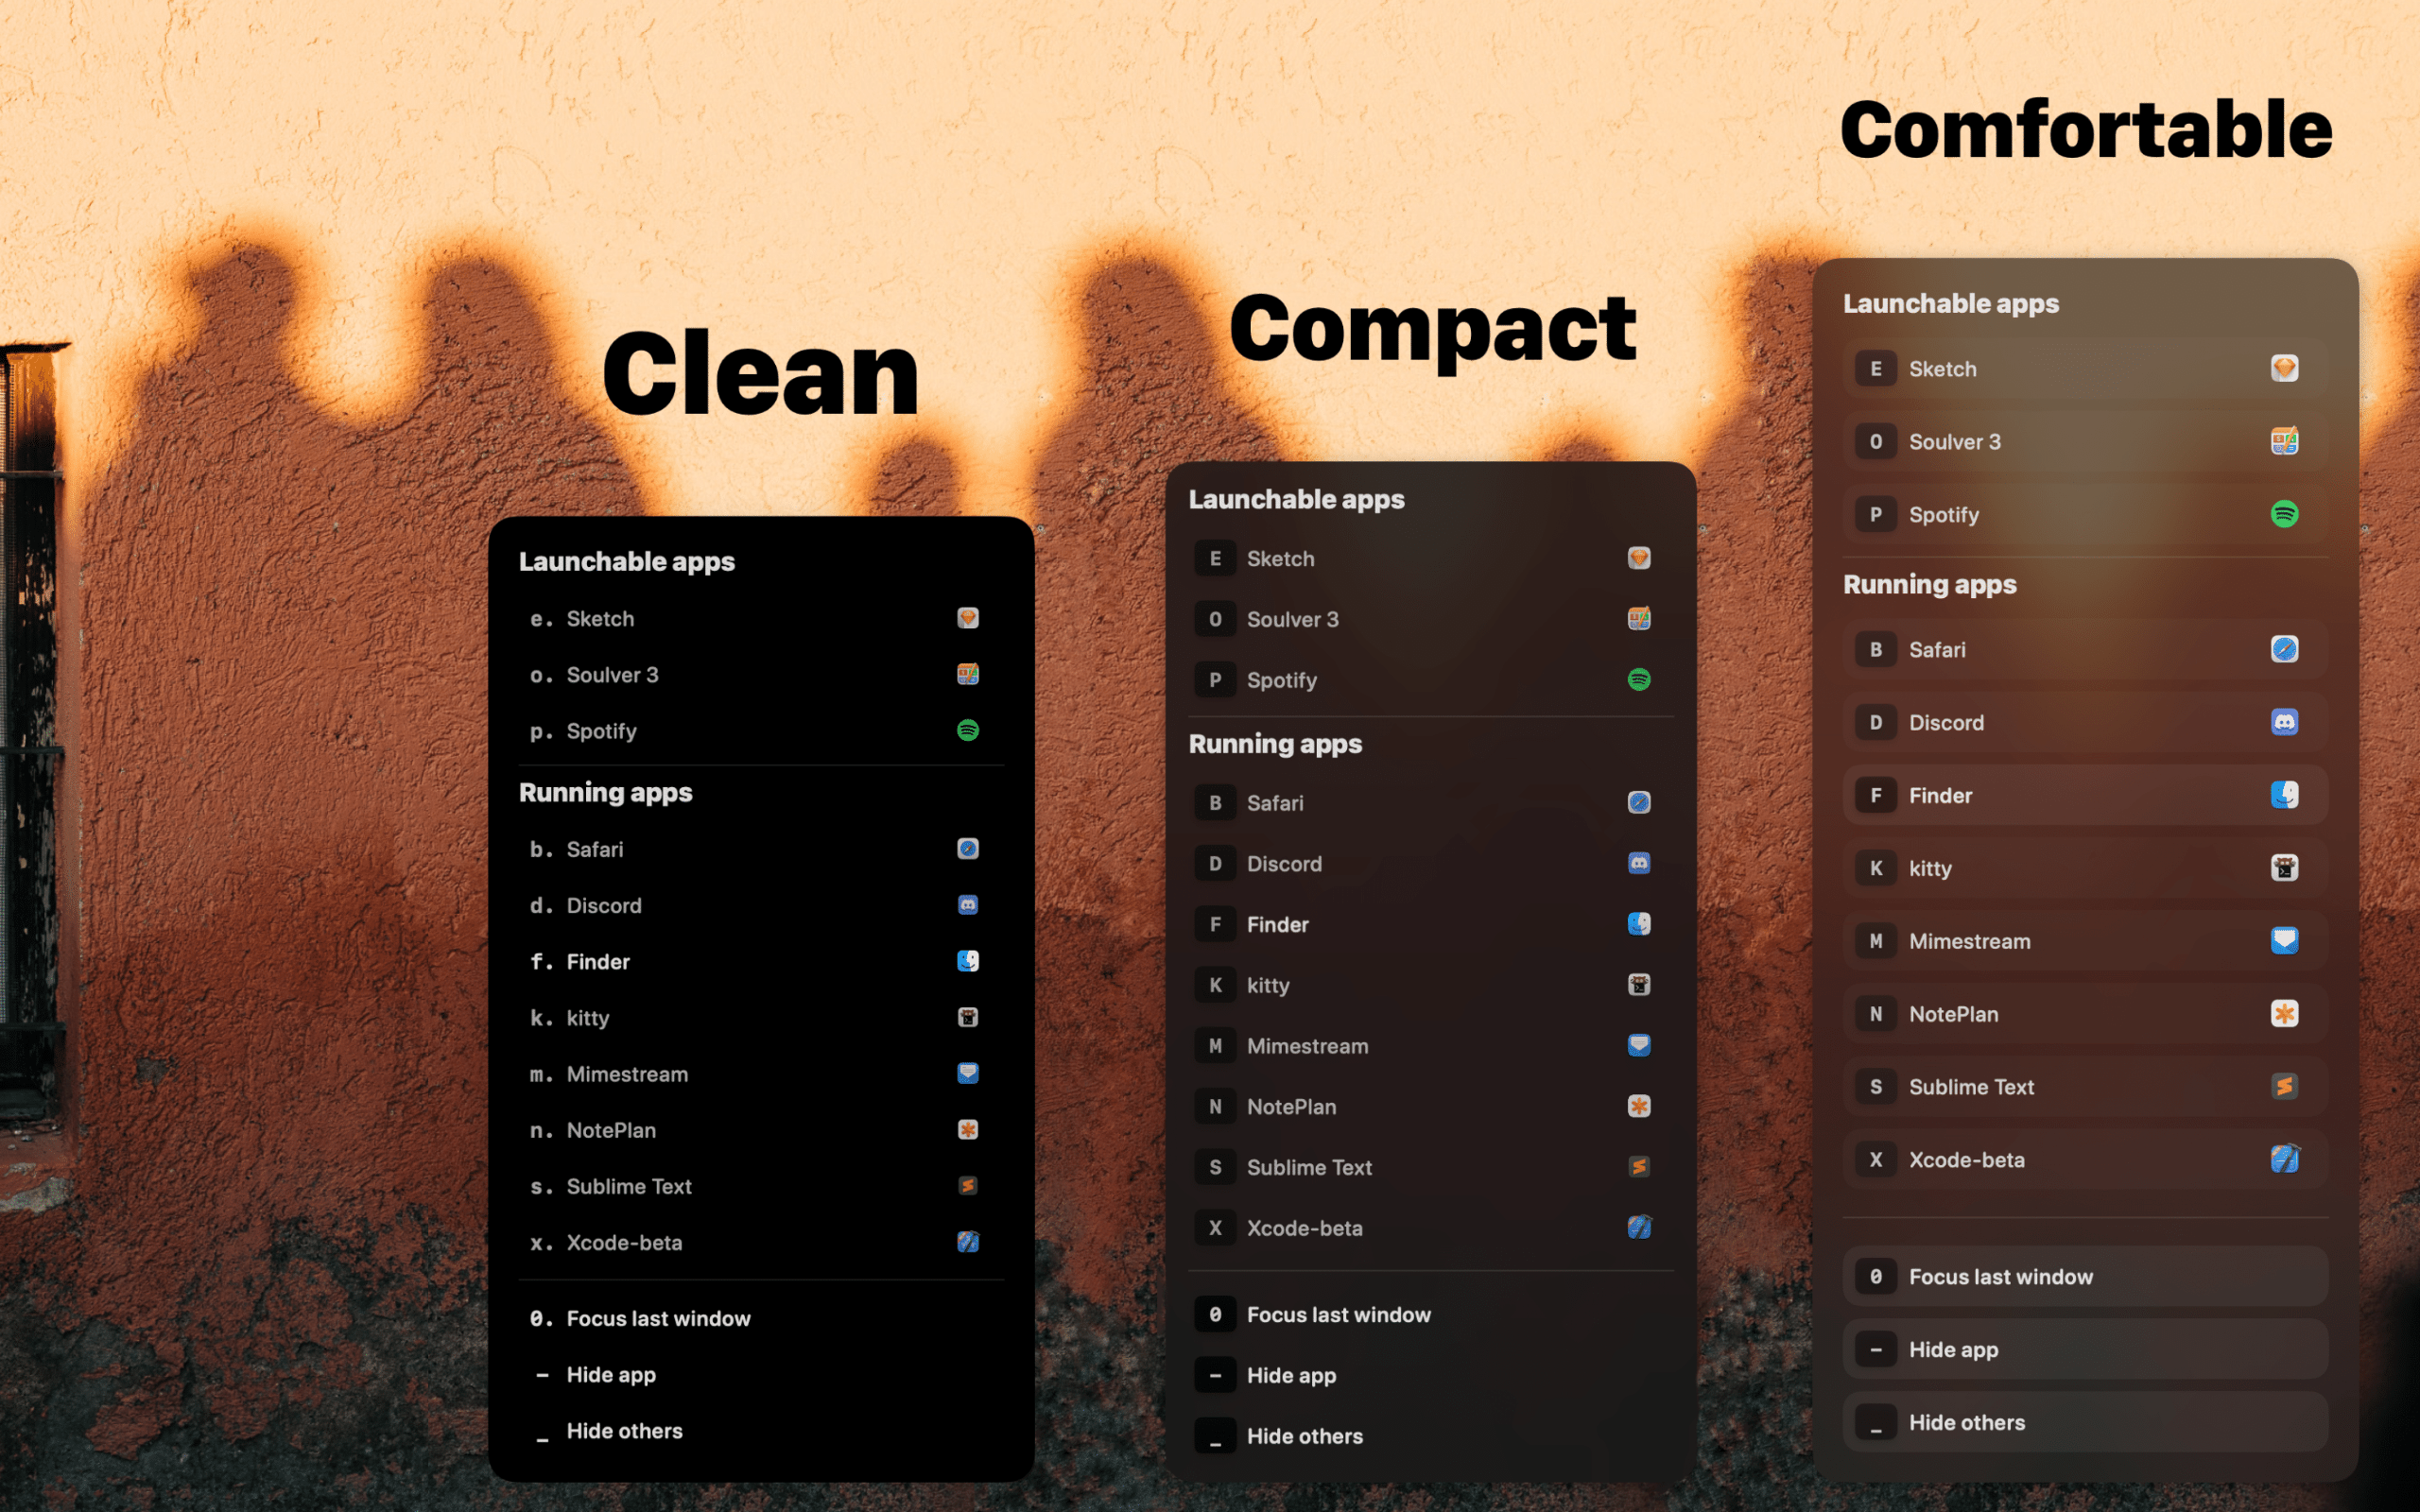 Clean
Launchable apps
e. Sketch
o. Soulver 3
p. Spotify
Running apps
b. Safari
d. Discord
f. Finder
k. kitty
m. Mimestream
n. NotePlan
s. Sublime Text
x. Xcode-beta
0. Focus last window
- Hide app
_ Hide others
Compact
Launchable apps
E Sketch
O Soulver 3
P Spotify
Running apps
B Safari
D Discord
F Finder
K kitty
M Mimestream
N NotePlan
S Sublime Text
X Xcode-beta
0 Focus last window
- Hide app
_ Hide others
Comfortable
Launchable apps
E Sketch
O Soulver 3
P Spotify
Running apps
B Safari
D Discord
F Finder
K kitty
M Mimestream
N NotePlan
S Sublime Text
X Xcode-beta
0 Focus last window
- Hide app
_ Hide others